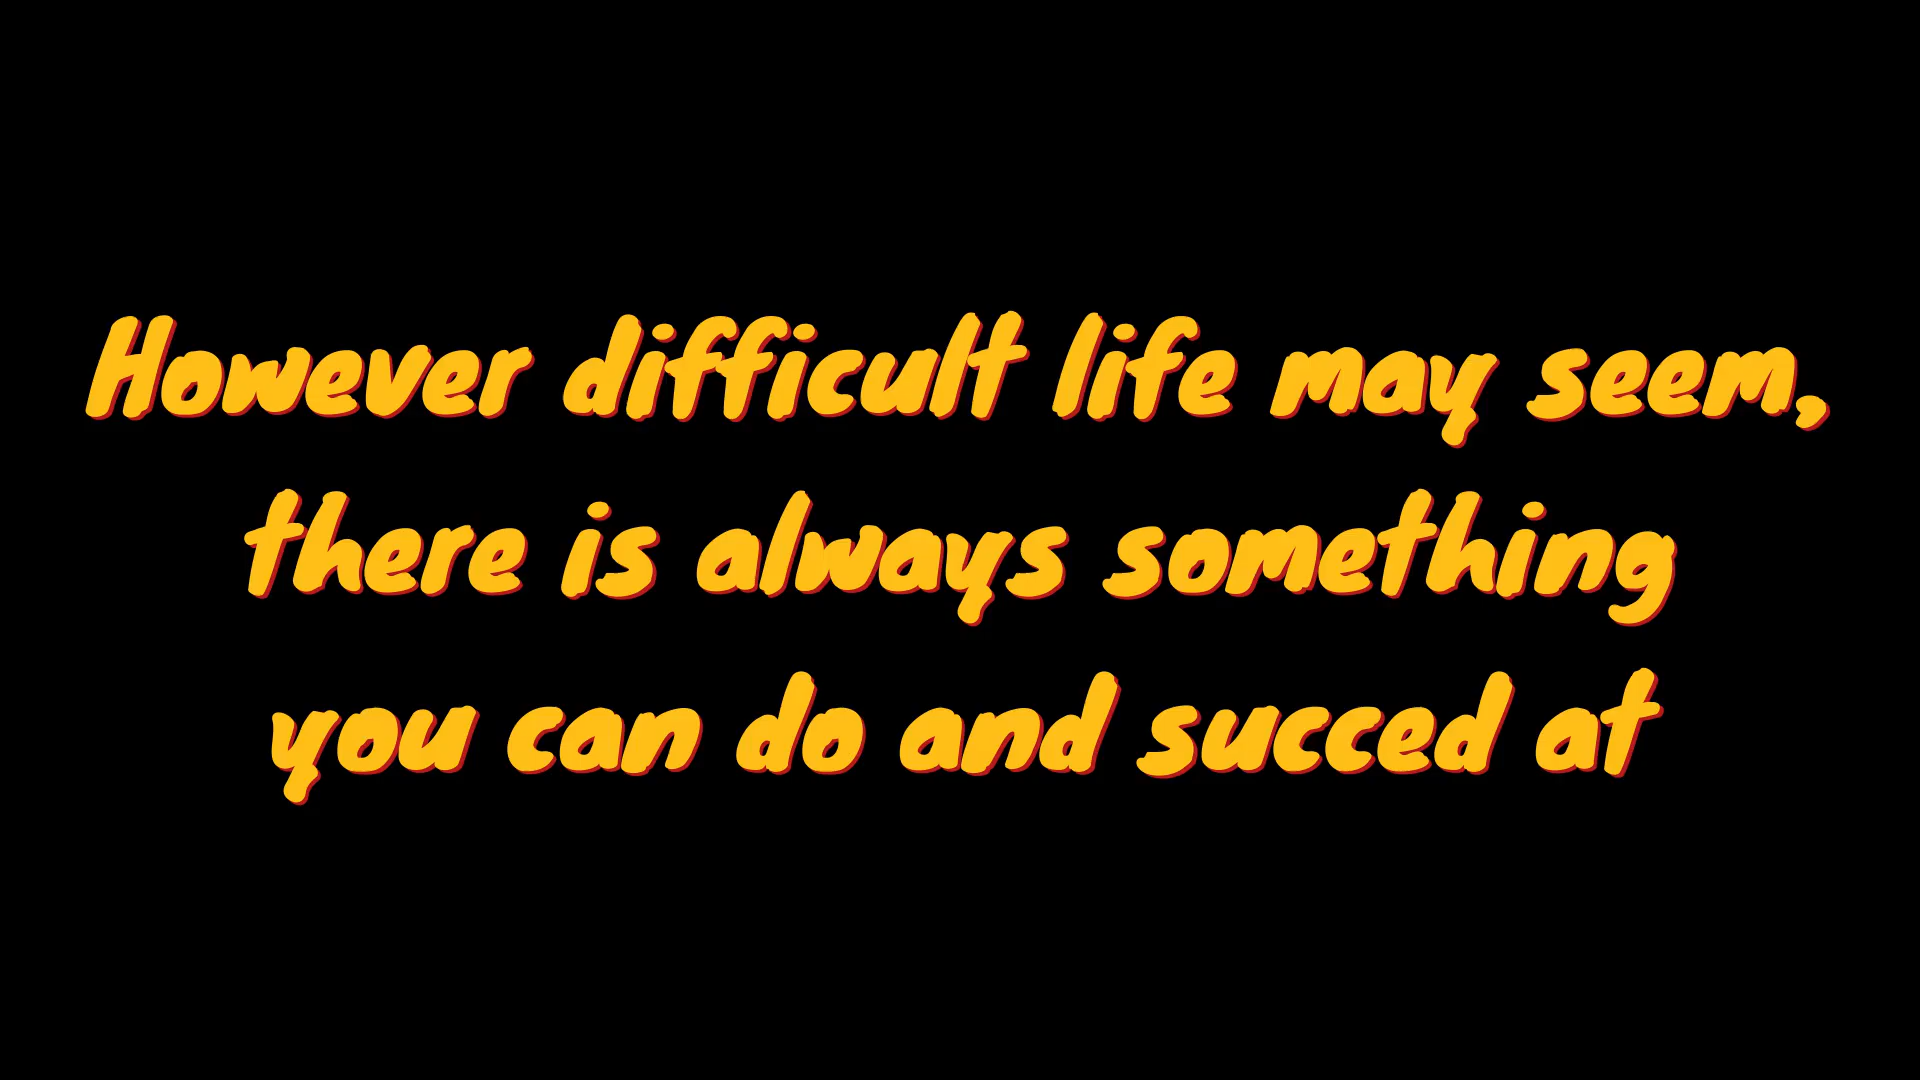 However difficult life may seem,
there is always something
you can do and succed at